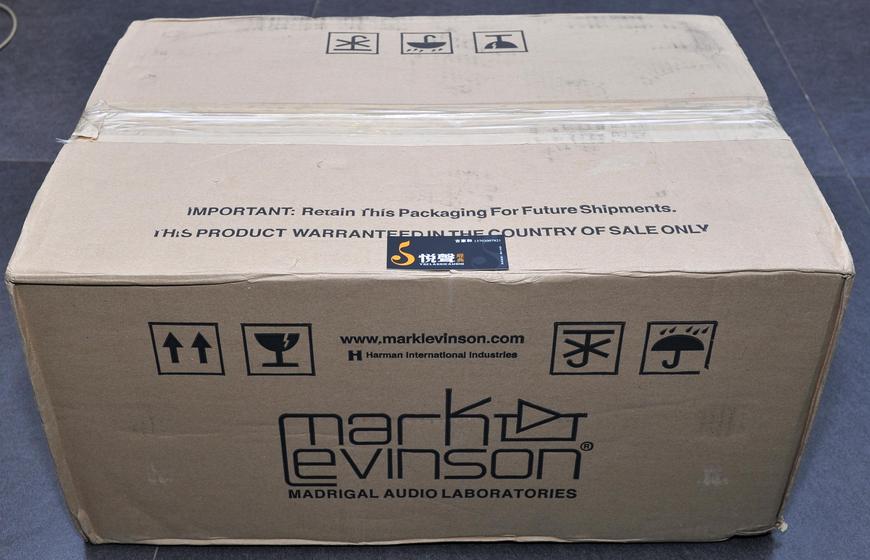 IMPORTANT: Retain This Packaging For Future Shipments.
THIS PRODUCT WARRANTEED IN THE COUNTRY OF SALE ONLY
悦聲
www.marklevinson.com
H Harman International Industries
mark
Levinson®
MADRIGAL AUDIO LABORATORIES